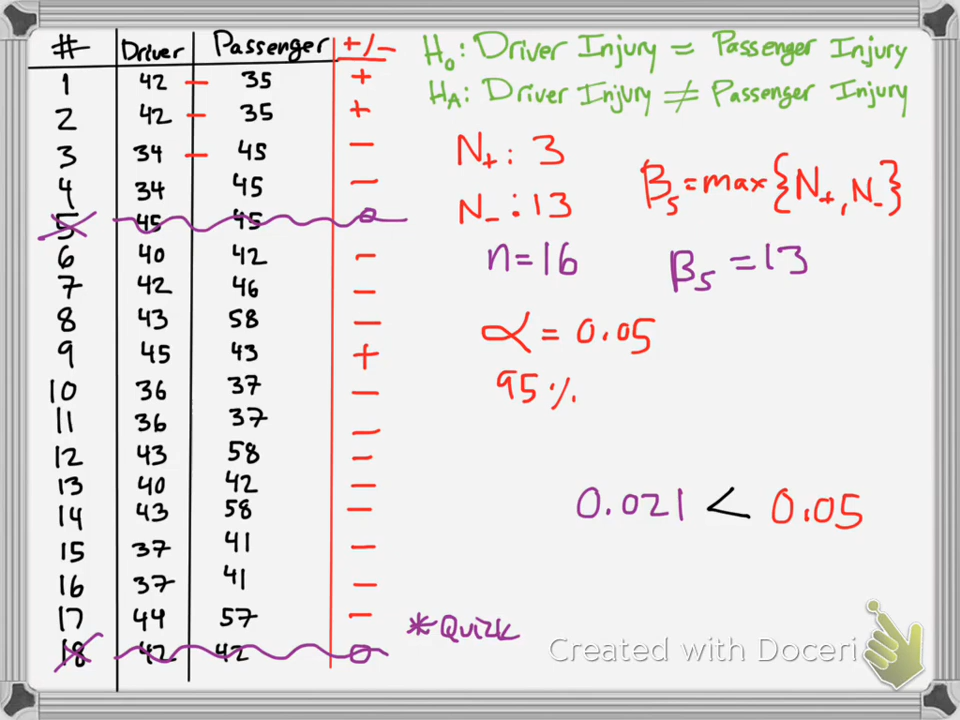 # Driver Passenger +/-
1 42 – 35 +
2 42 – 35 +
3 34 – 45 –
4 34 45 –
5 45 45 0
6 40 42 –
7 42 46 –
8 43 58 –
9 45 43 +
10 36 37 –
11 36 37 –
12 43 58 –
13 40 42 –
14 43 58 –
15 37 41 –
16 37 41 –
17 44 57 –
18 42 42 0
H₀: Driver Injury = Passenger Injury
H_A: Driver Injury ≠ Passenger Injury
N₊: 3
N₋: 13
n=16
β_s = max{N₊, N₋}
β_s = 13
α = 0.05
95%
0.021 < 0.05
*Quizk
Created with Doceri